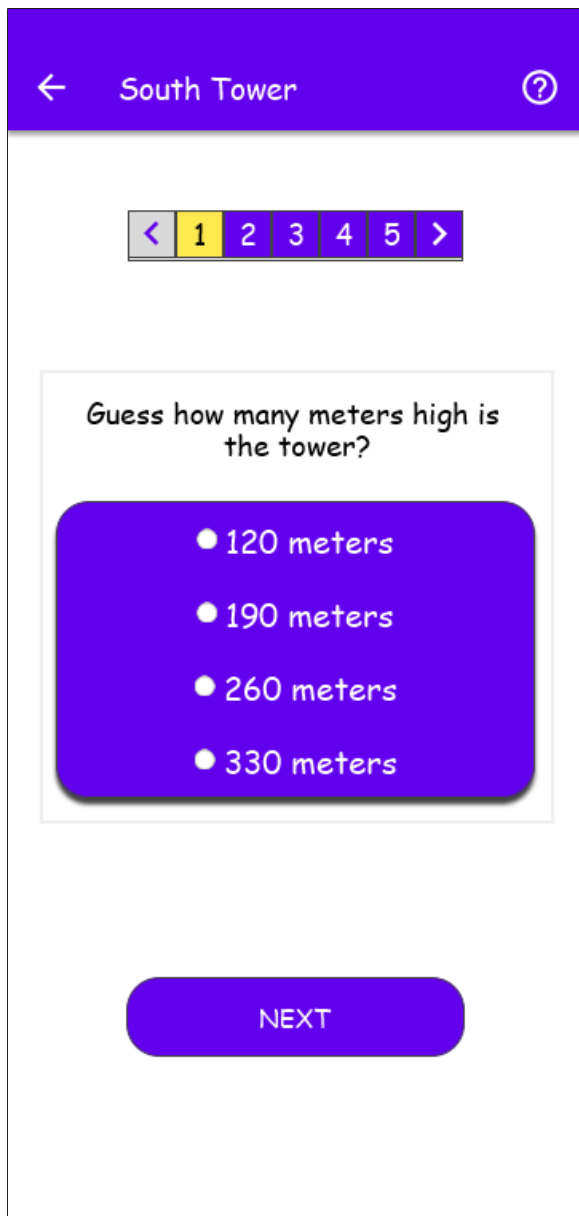 South Tower
1 2 3 4 5
Guess how many meters high is
the tower?
120 meters
190 meters
260 meters
330 meters
NEXT